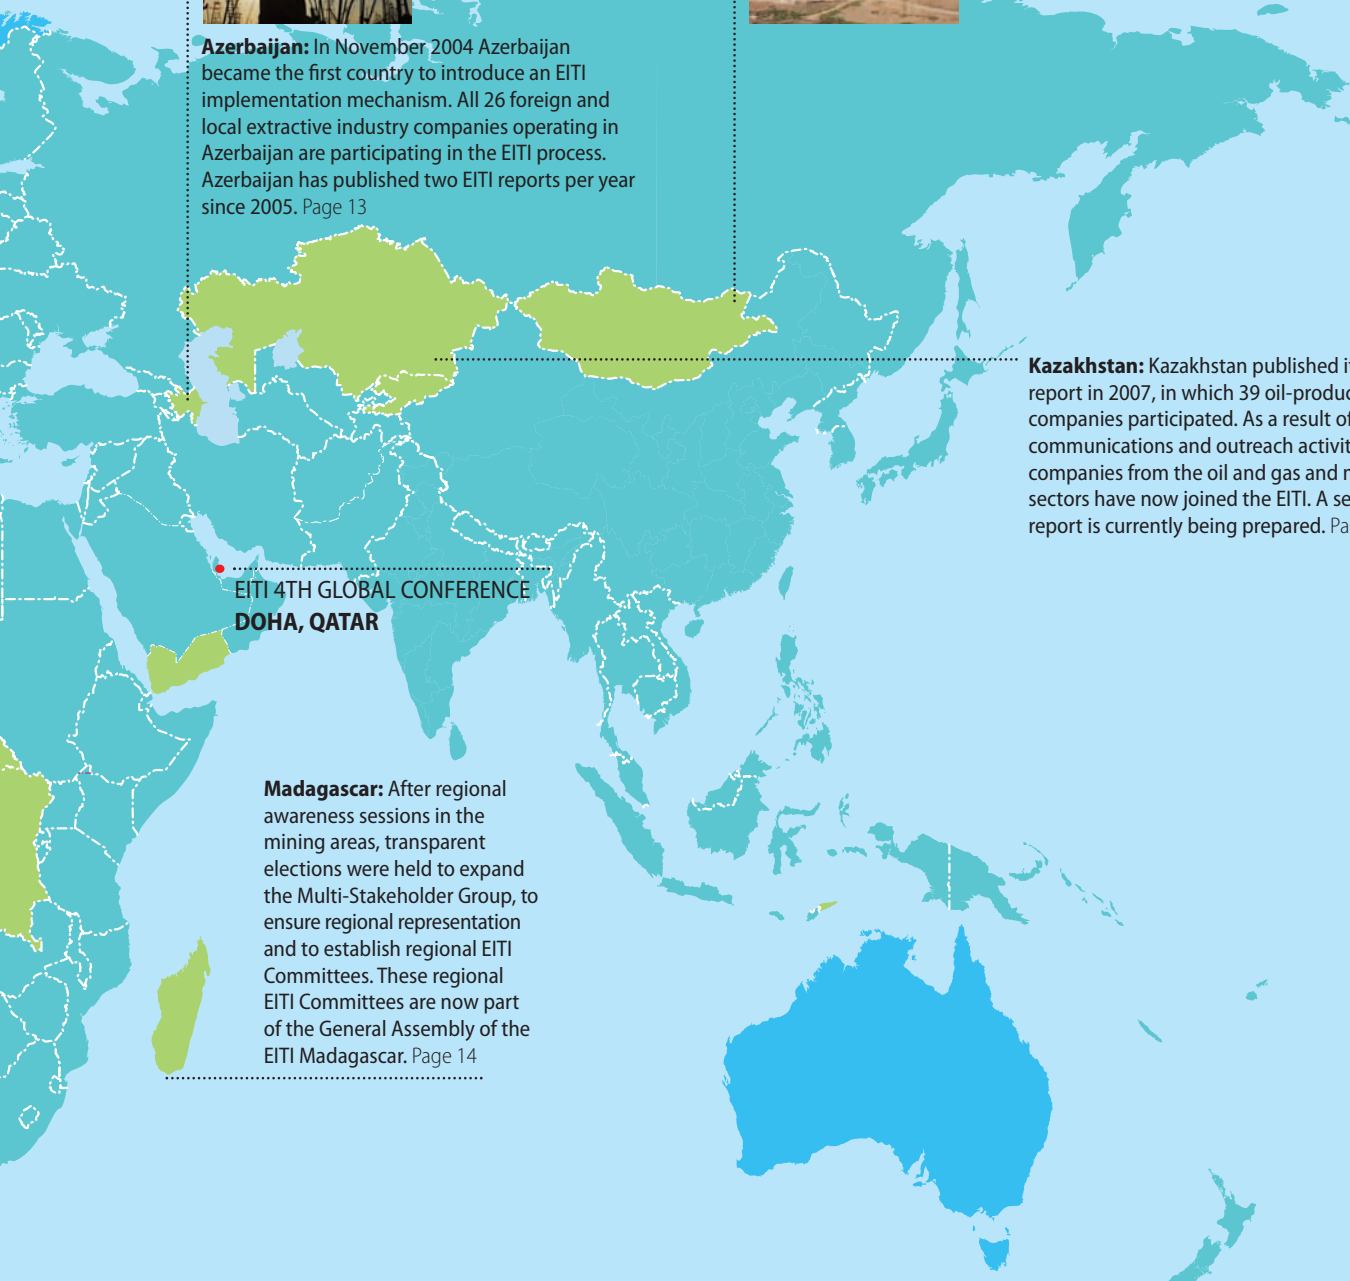 Azerbaijan: In November 2004 Azerbaijan
became the first country to introduce an EITI
implementation mechanism. All 26 foreign and
local extractive industry companies operating in
Azerbaijan are participating in the EITI process.
Azerbaijan has published two EITI reports per year
since 2005. Page 13
Kazakhstan: Kazakhstan published
report in 2007, in which 39
companies participated. As a result of
communications and outreach
companies from the oil and gas and
sectors have now joined the EITI. A
report is currently being prepared.
EITI 4TH GLOBAL CONFERENCE
DOHA, QATAR
Madagascar: After regional
awareness sessions in the
mining areas, transparent
elections were held to expand
the Multi-Stakeholder Group, to
ensure regional representation
and to establish regional EITI
Committees. These regional
EITI Committees are now part
of the General Assembly of the
EITI Madagascar. Page 14